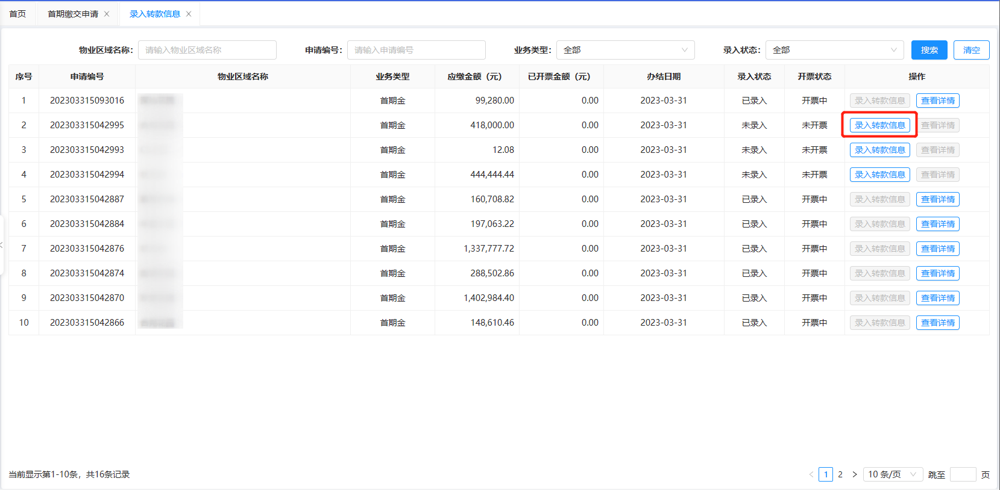 首页 首期缴交申请 × 录入转款信息 ×
物业区域名称： 请输入物业区域名称 申请编号： 请输入申请编号 业务类型： 全部 录入状态： 全部 搜索 清空
序号 申请编号 物业区域名称 业务类型 应缴金额（元） 已开票金额（元） 办结日期 录入状态 开票状态 操作
1 202303315093016 首期金 99,280.00 0.00 2023-03-31 已录入 开票中 录入转款信息 查看详情
2 202303315042995 首期金 418,000.00 0.00 2023-03-31 未录入 未开票 录入转款信息 查看详情
3 202303315042993 首期金 12.08 0.00 2023-03-31 未录入 未开票 录入转款信息 查看详情
4 202303315042994 首期金 444,444.44 0.00 2023-03-31 未录入 未开票 录入转款信息 查看详情
5 202303315042887 首期金 160,708.82 0.00 2023-03-31 已录入 开票中 录入转款信息 查看详情
6 202303315042884 首期金 197,063.22 0.00 2023-03-31 已录入 开票中 录入转款信息 查看详情
7 202303315042876 首期金 1,337,777.72 0.00 2023-03-31 已录入 开票中 录入转款信息 查看详情
8 202303315042874 首期金 288,502.86 0.00 2023-03-31 已录入 开票中 录入转款信息 查看详情
9 202303315042870 首期金 1,402,984.40 0.00 2023-03-31 已录入 开票中 录入转款信息 查看详情
10 202303315042866 首期金 148,610.46 0.00 2023-03-31 已录入 开票中 录入转款信息 查看详情
当前显示第1-10条，共16条记录 < 1 2 > 10 条/页 跳至 页